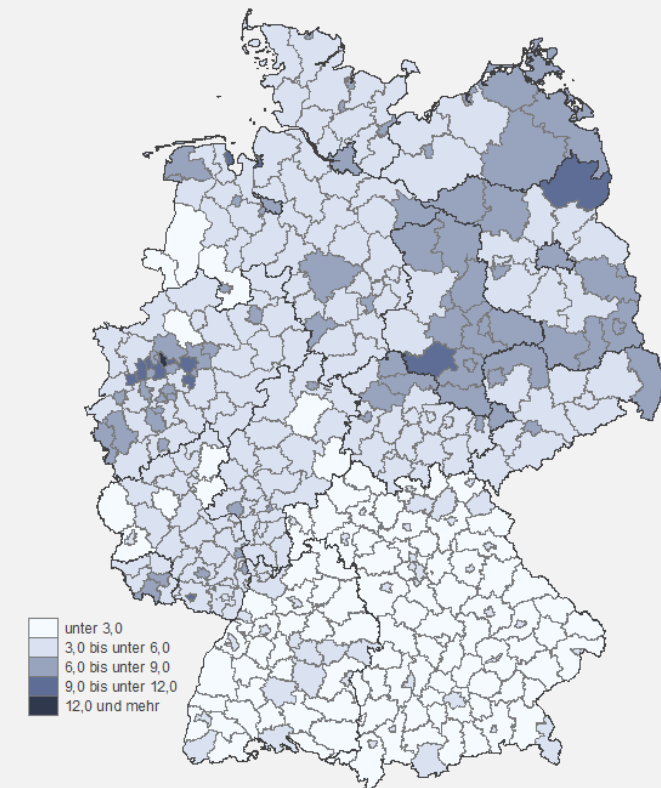 unter 3,0
3,0 bis unter 6,0
6,0 bis unter 9,0
9,0 bis unter 12,0
12,0 und mehr